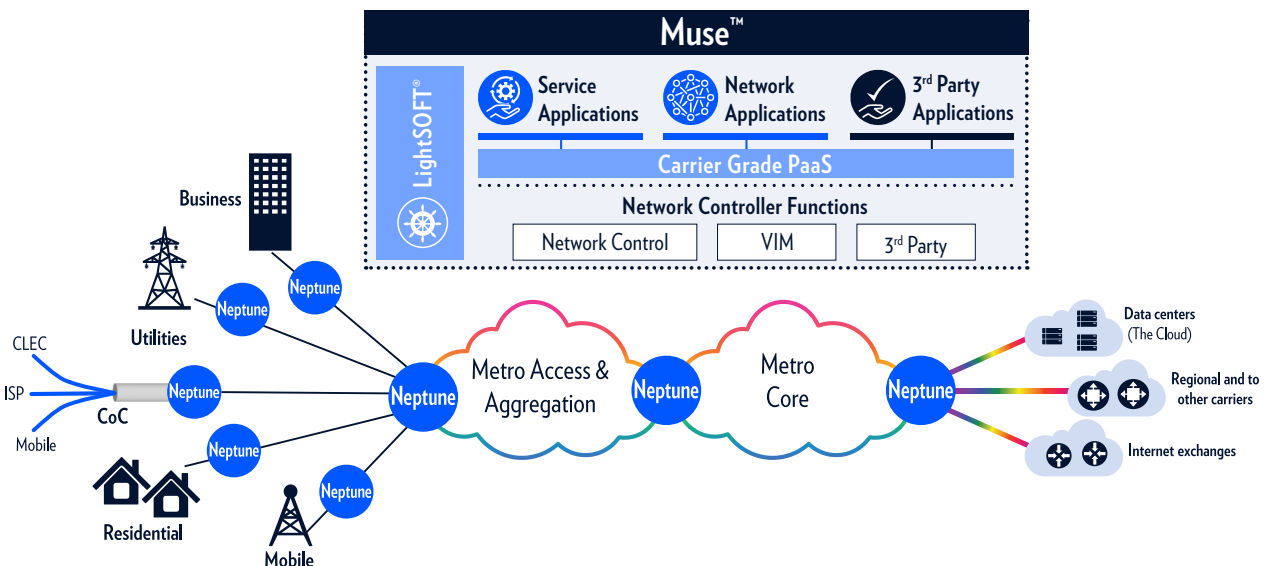 Muse™
LightSOFT®
Service
Applications
Network
Applications
3rd Party
Applications
Carrier Grade PaaS
Network Controller Functions
Network Control
VIM
3rd Party
Business
Neptune
Utilities
Neptune
CLEC
ISP
Mobile
CoC
Neptune
Residential
Neptune
Mobile
Neptune
Neptune
Metro Access &
Aggregation
Neptune
Metro
Core
Neptune
Data centers
(The Cloud)
Regional and to
other carriers
Internet exchanges